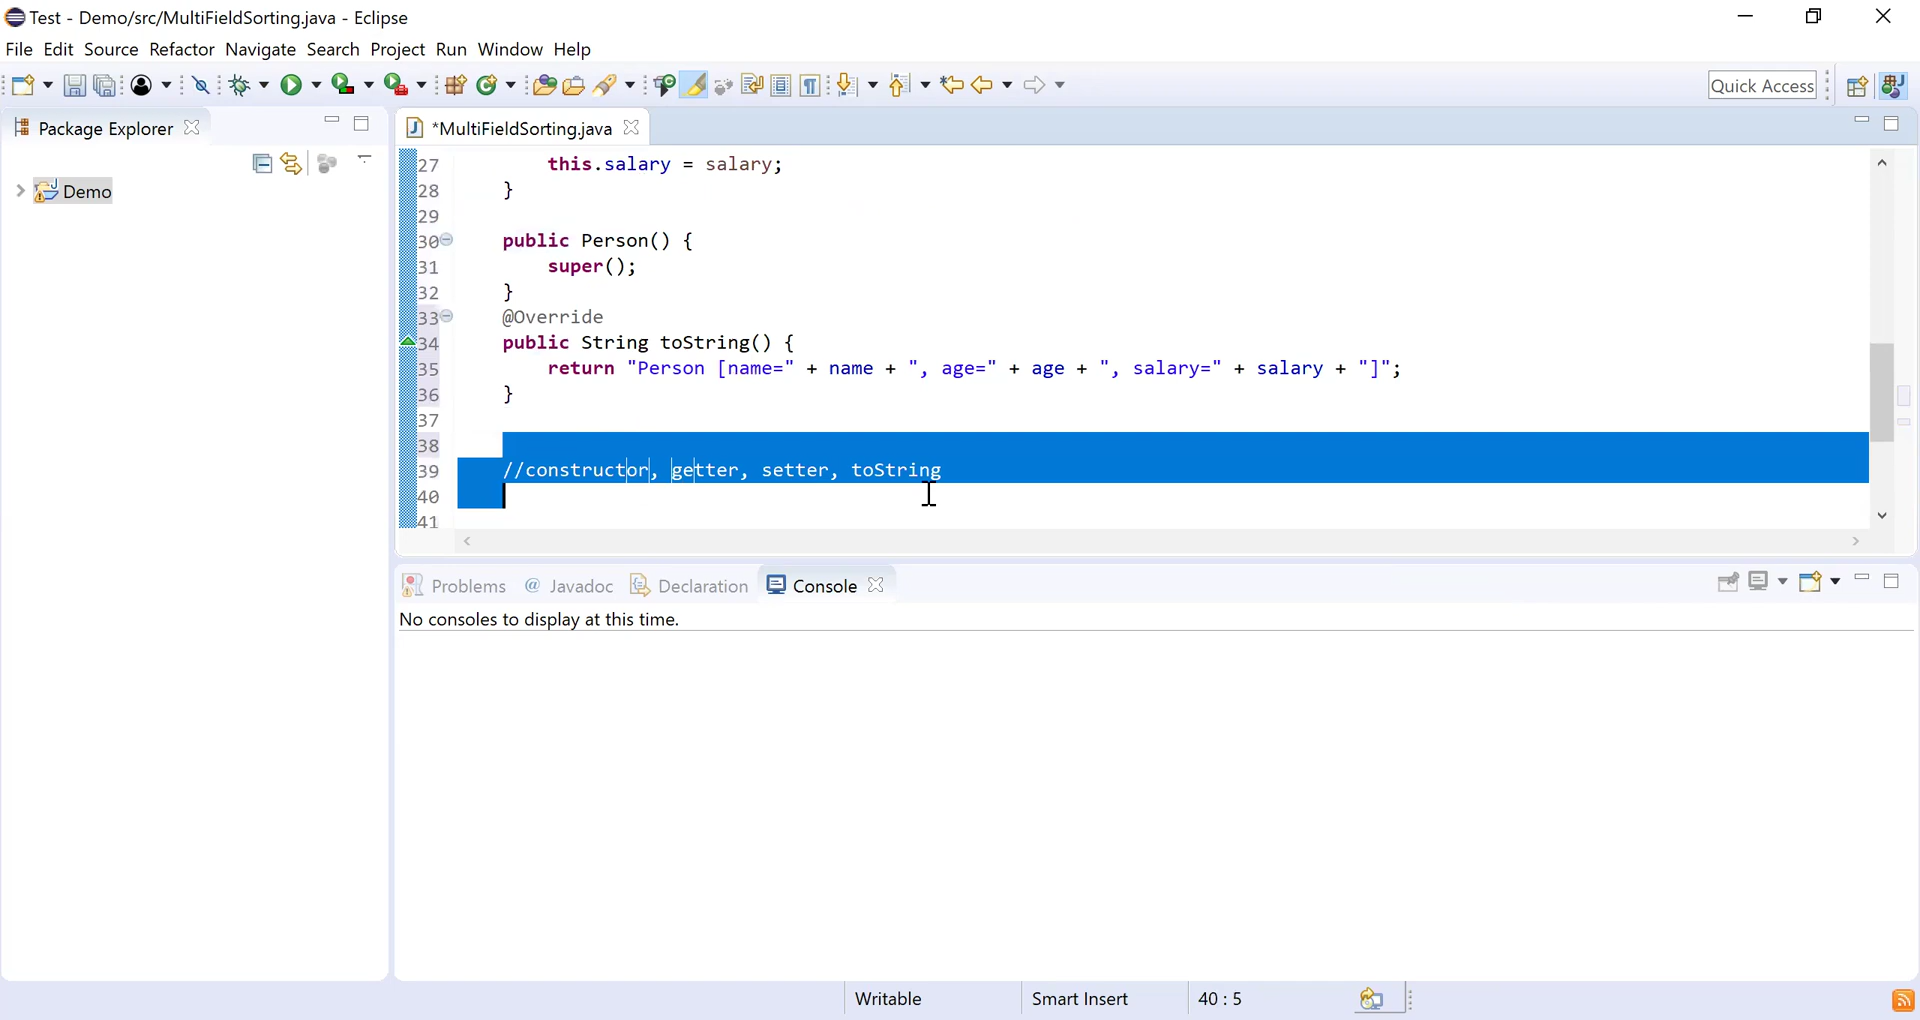 Test - Demo/src/MultiFieldSorting.java - Eclipse
File Edit Source Refactor Navigate Search Project Run Window Help
Quick Access
Package Explorer
*MultiFieldSorting.java
Demo
27 this.salary = salary;
28 }
29
30 public Person() {
31 super();
32 }
33 @Override
34 public String toString() {
35 return "Person [name=" + name + ", age=" + age + ", salary=" + salary + "]";
36 }
37
38
39 //constructor, getter, setter, toString
40
41
Problems @ Javadoc Declaration Console
No consoles to display at this time.
Writable Smart Insert 40 : 5